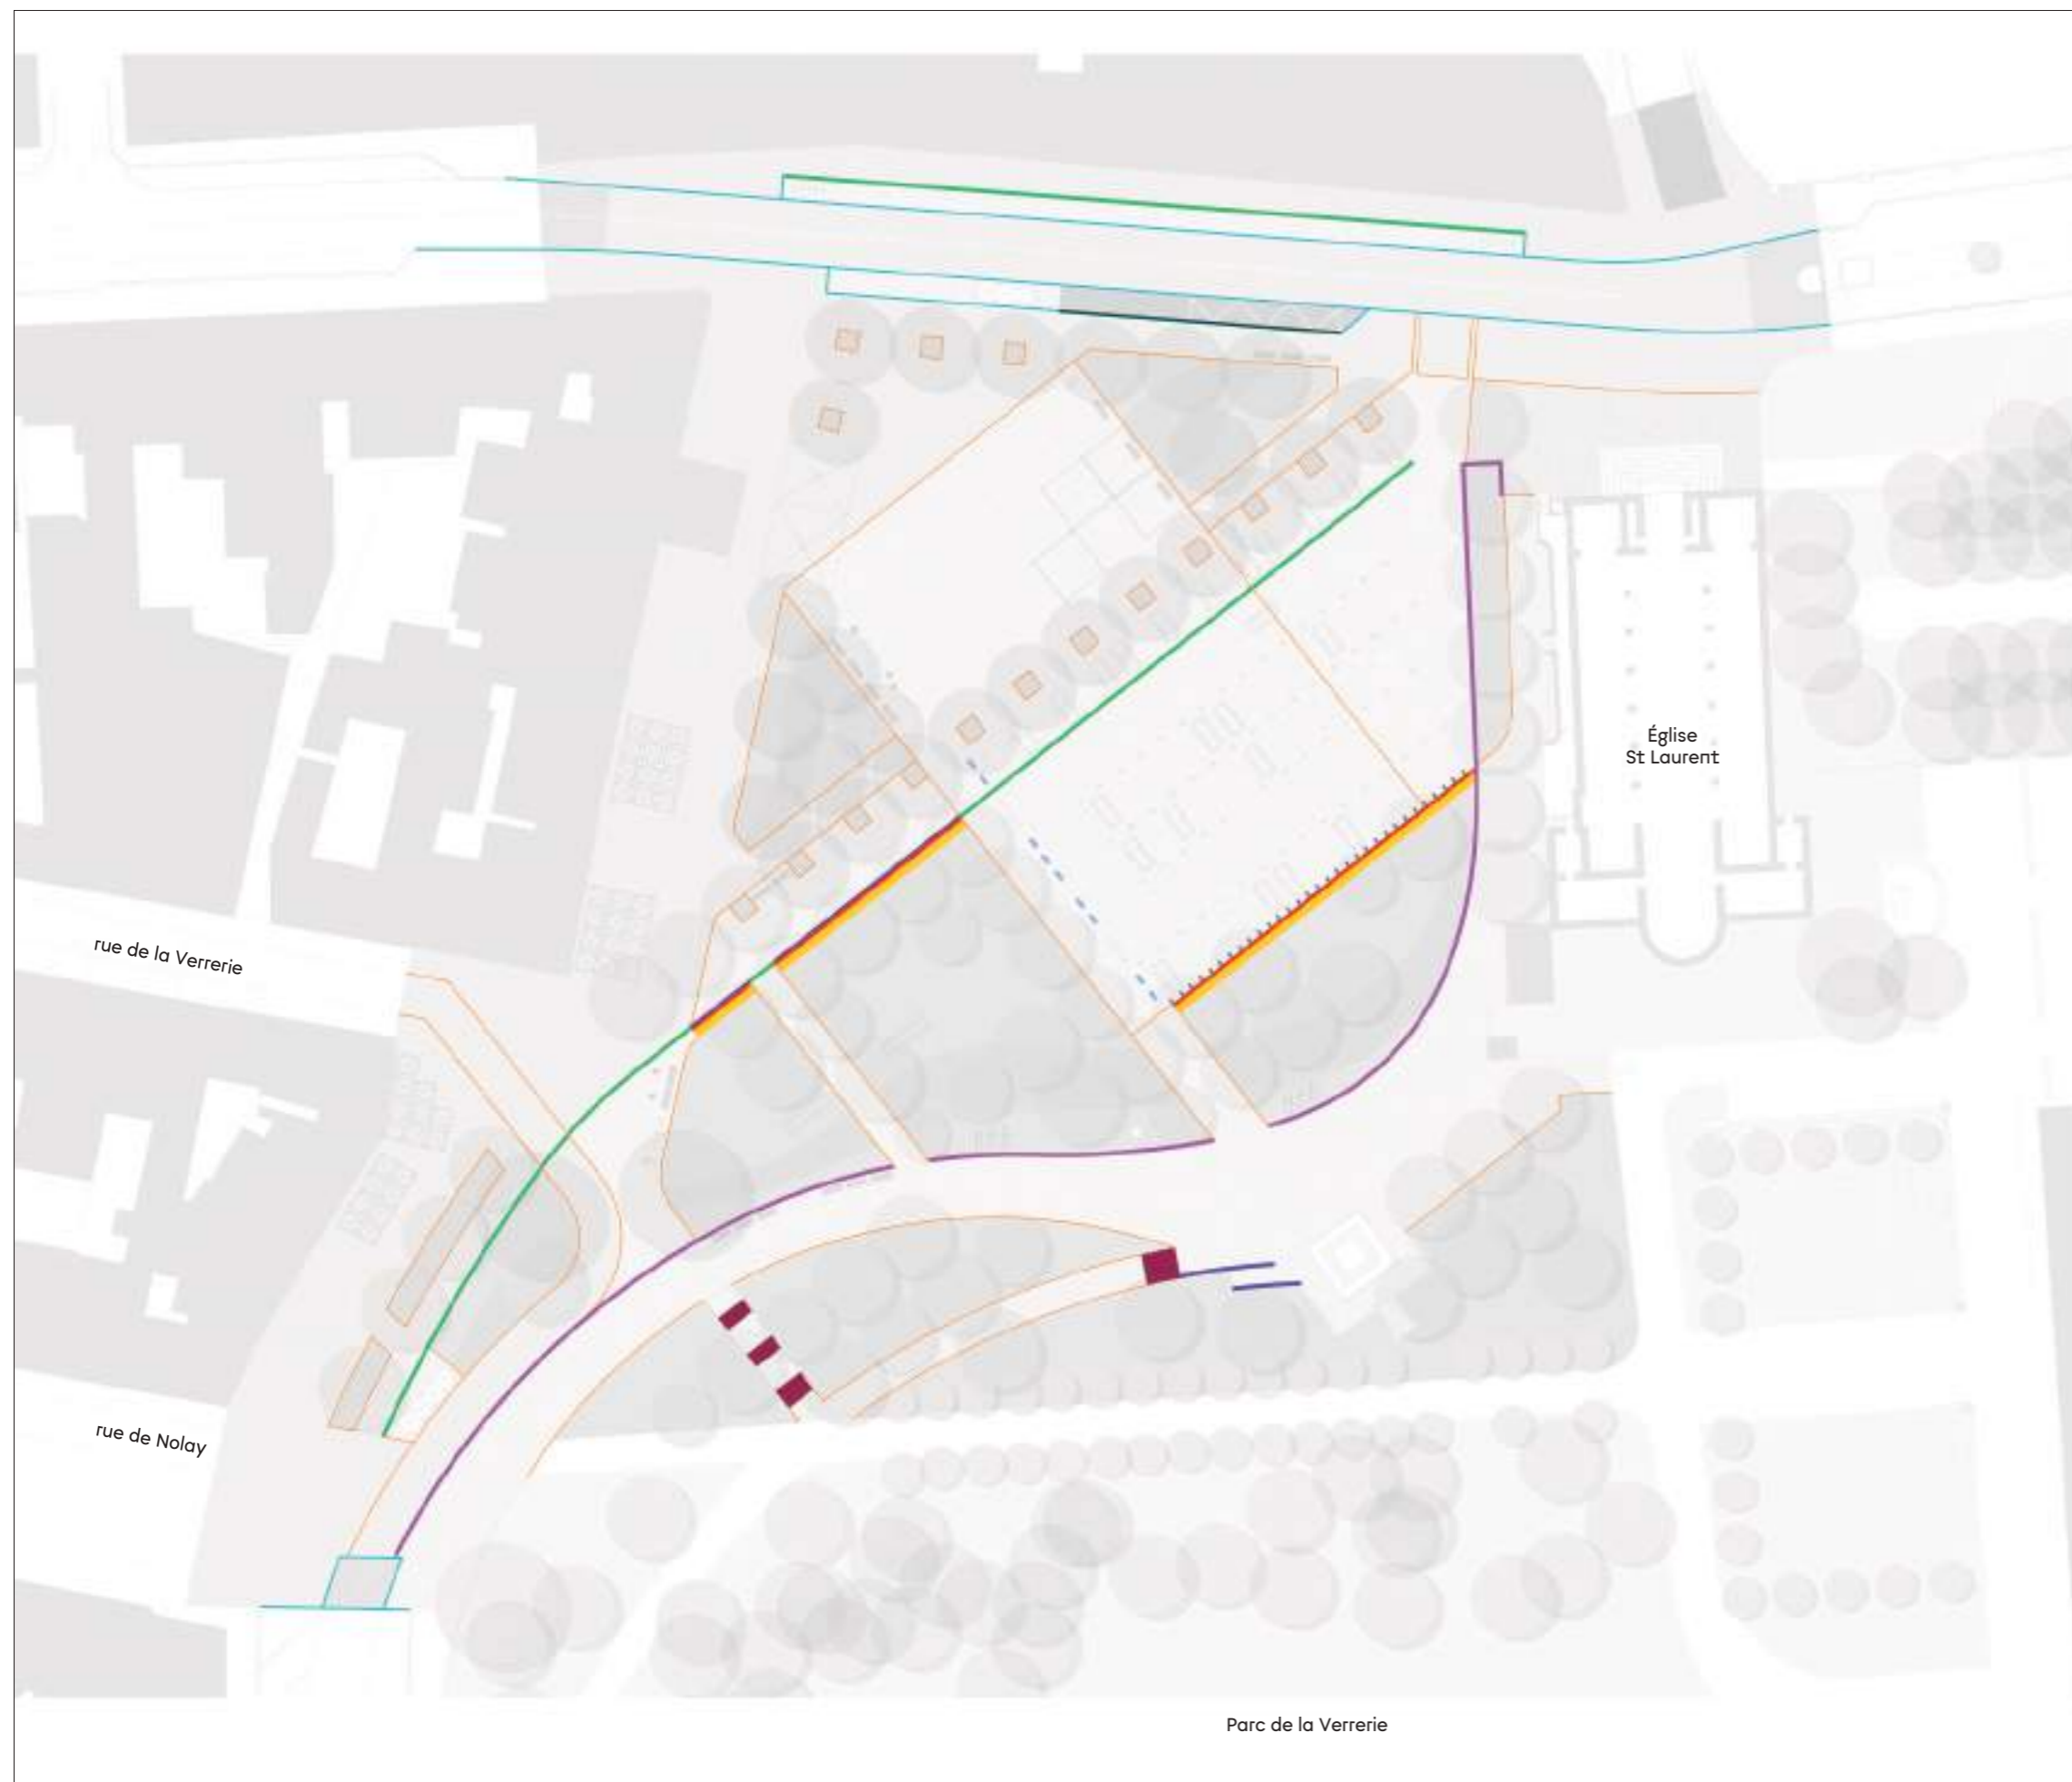 Église
St Laurent
rue de la Verrerie
rue de Nolay
Parc de la Verrerie